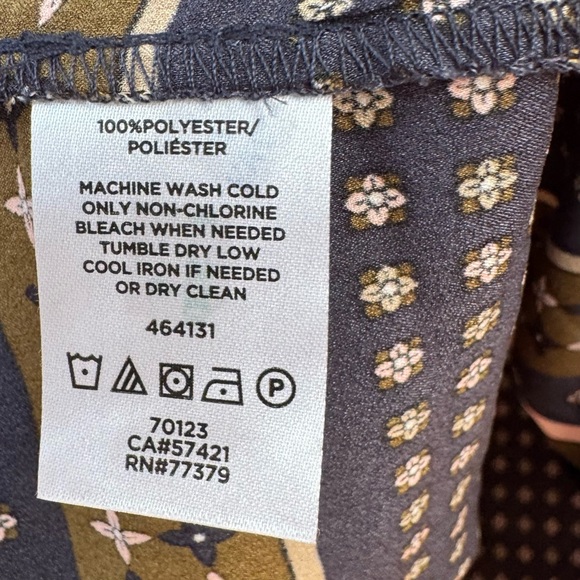 100%POLYESTER/
POLIÉSTER
MACHINE WASH COLD
ONLY NON-CHLORINE
BLEACH WHEN NEEDED
TUMBLE DRY LOW
COOL IRON IF NEEDED
OR DRY CLEAN
464131
P
70123
CA#57421
RN#77379